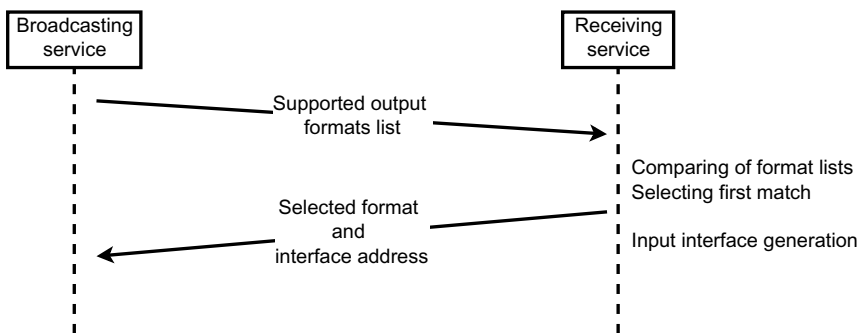 Broadcasting
service
Receiving
service
Supported output
formats list
Comparing of format lists
Selecting first match
Selected format
and
interface address
Input interface generation